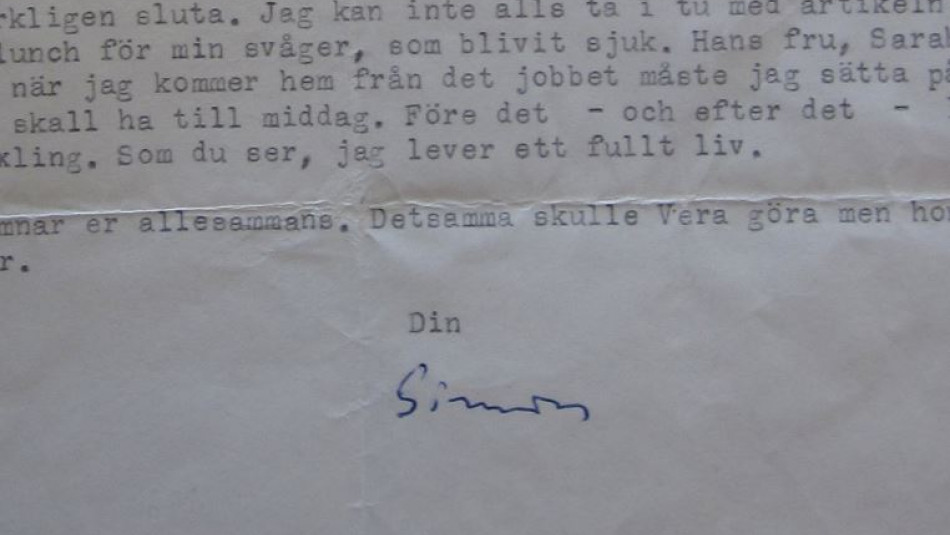 rkligen sluta. Jag kan inte alls ta i tu med artikeln
lunch för min svåger, som blivit sjuk. Hans fru, Sarah
när jag kommer hem från det jobbet måste jag sätta på
skall ha till middag. Före det - och efter det -
kling. Som du ser, jag lever ett fullt liv.
mnar er allesammans. Detsamma skulle Vera göra men hon
r.
Din
Simon